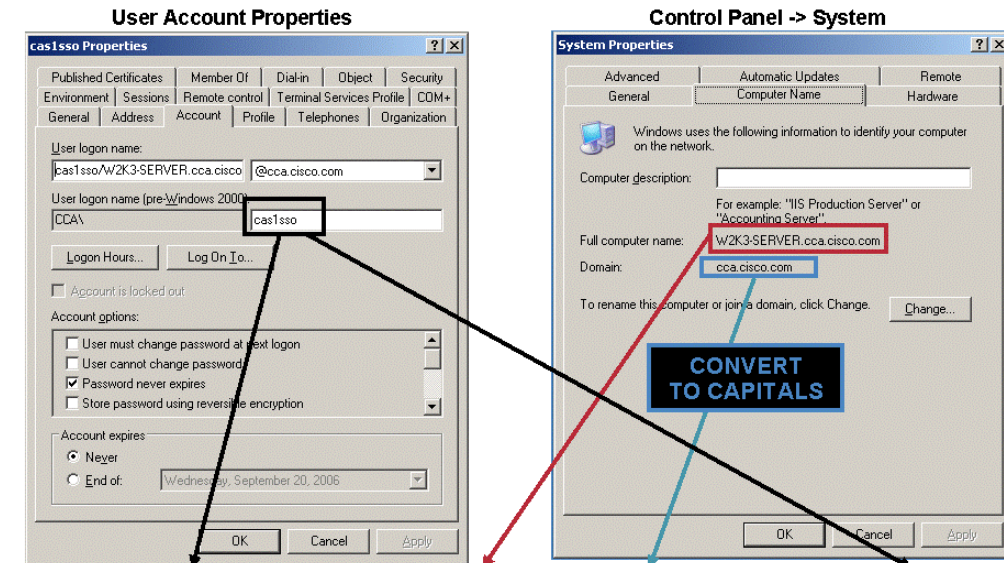 User Account Properties
cas1sso Properties
Published Certificates Member Of Dial-in Object Security
Environment Sessions Remote control Terminal Services Profile COM+
General Address Account Profile Telephones Organization
User logon name:
cas1sso/W2K3-SERVER.cca.cisco @cca.cisco.com
User logon name (pre-Windows 2000):
CCA\ cas1sso
Logon Hours... Log On To...
Account is locked out
Account options:
User must change password at next logon
User cannot change password
Password never expires
Store password using reversible encryption
Account expires
Never
End of: Wednesday, September 20, 2006
OK Cancel Apply
Control Panel -> System
System Properties
Advanced Automatic Updates Remote
General Computer Name Hardware
Windows uses the following information to identify your computer
on the network.
Computer description:
For example: "IIS Production Server" or
"Accounting Server".
Full computer name: W2K3-SERVER.cca.cisco.com
Domain: cca.cisco.com
To rename this computer or join a domain, click Change. Change...
CONVERT
TO CAPITALS
OK Cancel Apply